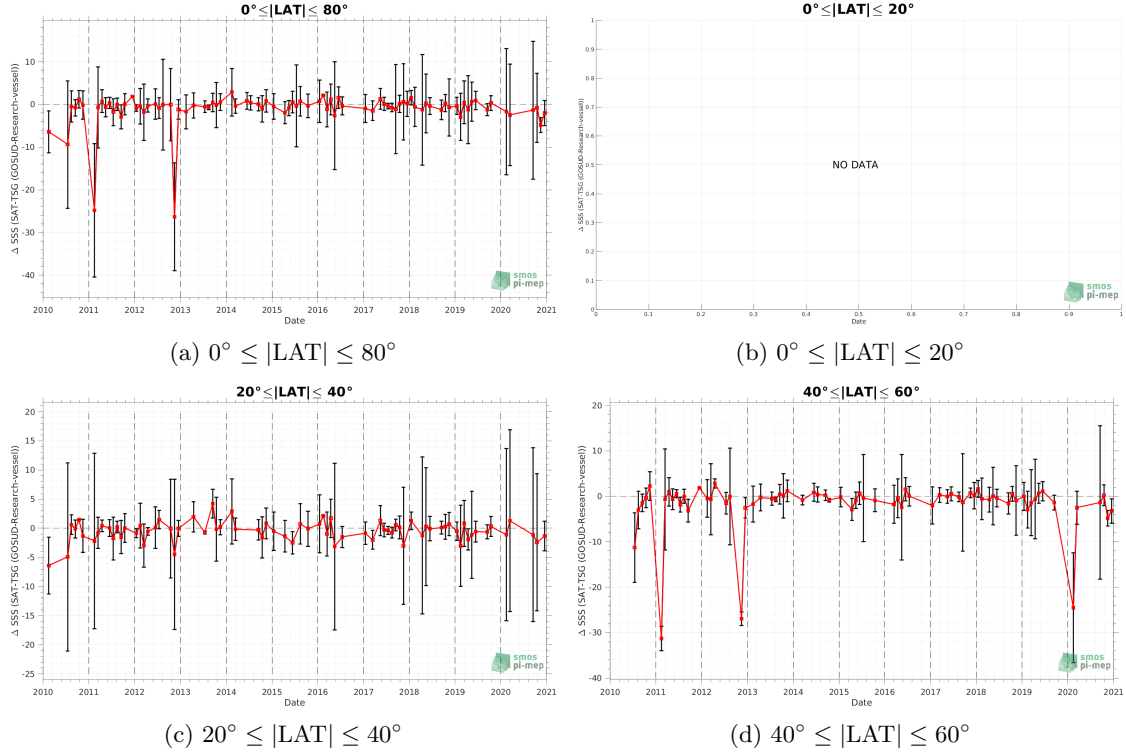 0°≤|LAT|≤ 80°
Δ SSS (SAT-TSG (GOSUD-Research-vessel))
10
0
-10
-20
-30
-40
2010 2011 2012 2013 2014 2015 2016 2017 2018 2019 2020 2021
Date
smos
pi-mep
(a) 0° ≤ |LAT| ≤ 80°
0°≤|LAT|≤ 20°
Δ SSS (SAT-TSG (GOSUD-Research-vessel))
1
0.9
0.8
0.7
0.6
0.5
0.4
0.3
0.2
0.1
0
NO DATA
0 0.1 0.2 0.3 0.4 0.5 0.6 0.7 0.8 0.9 1
Date
smos
pi-mep
(b) 0° ≤ |LAT| ≤ 20°
20°≤|LAT|≤ 40°
Δ SSS (SAT-TSG (GOSUD-Research-vessel))
20
15
10
5
0
-5
-10
-15
-20
-25
2010 2011 2012 2013 2014 2015 2016 2017 2018 2019 2020 2021
Date
smos
pi-mep
(c) 20° ≤ |LAT| ≤ 40°
40°≤|LAT|≤ 60°
Δ SSS (SAT-TSG (GOSUD-Research-vessel))
20
10
0
-10
-20
-30
-40
2010 2011 2012 2013 2014 2015 2016 2017 2018 2019 2020 2021
Date
smos
pi-mep
(d) 40° ≤ |LAT| ≤ 60°